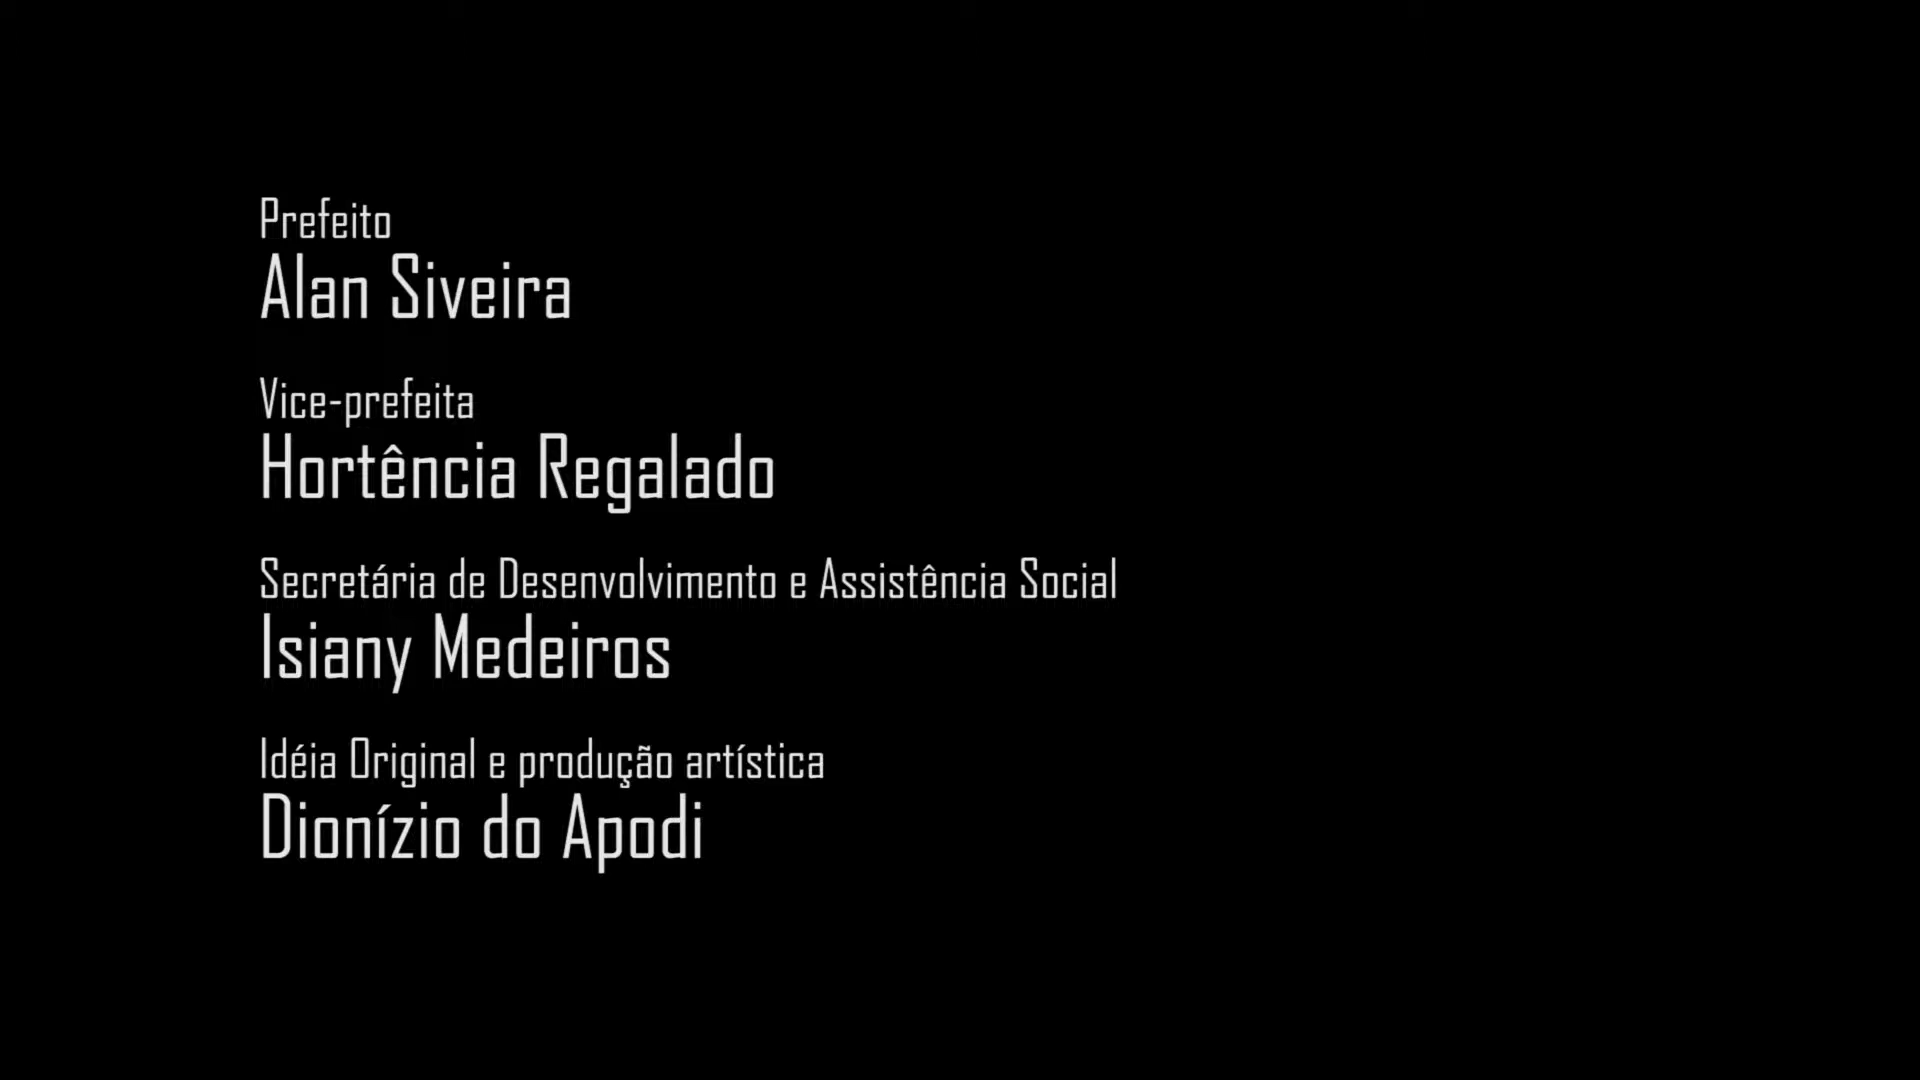 Prefeito
Alan Siveira
Vice-prefeita
Hortência Regalado
Secretária de Desenvolvimento e Assistência Social
Isiany Medeiros
Idéia Original e produção artística
Dionízio do Apodi